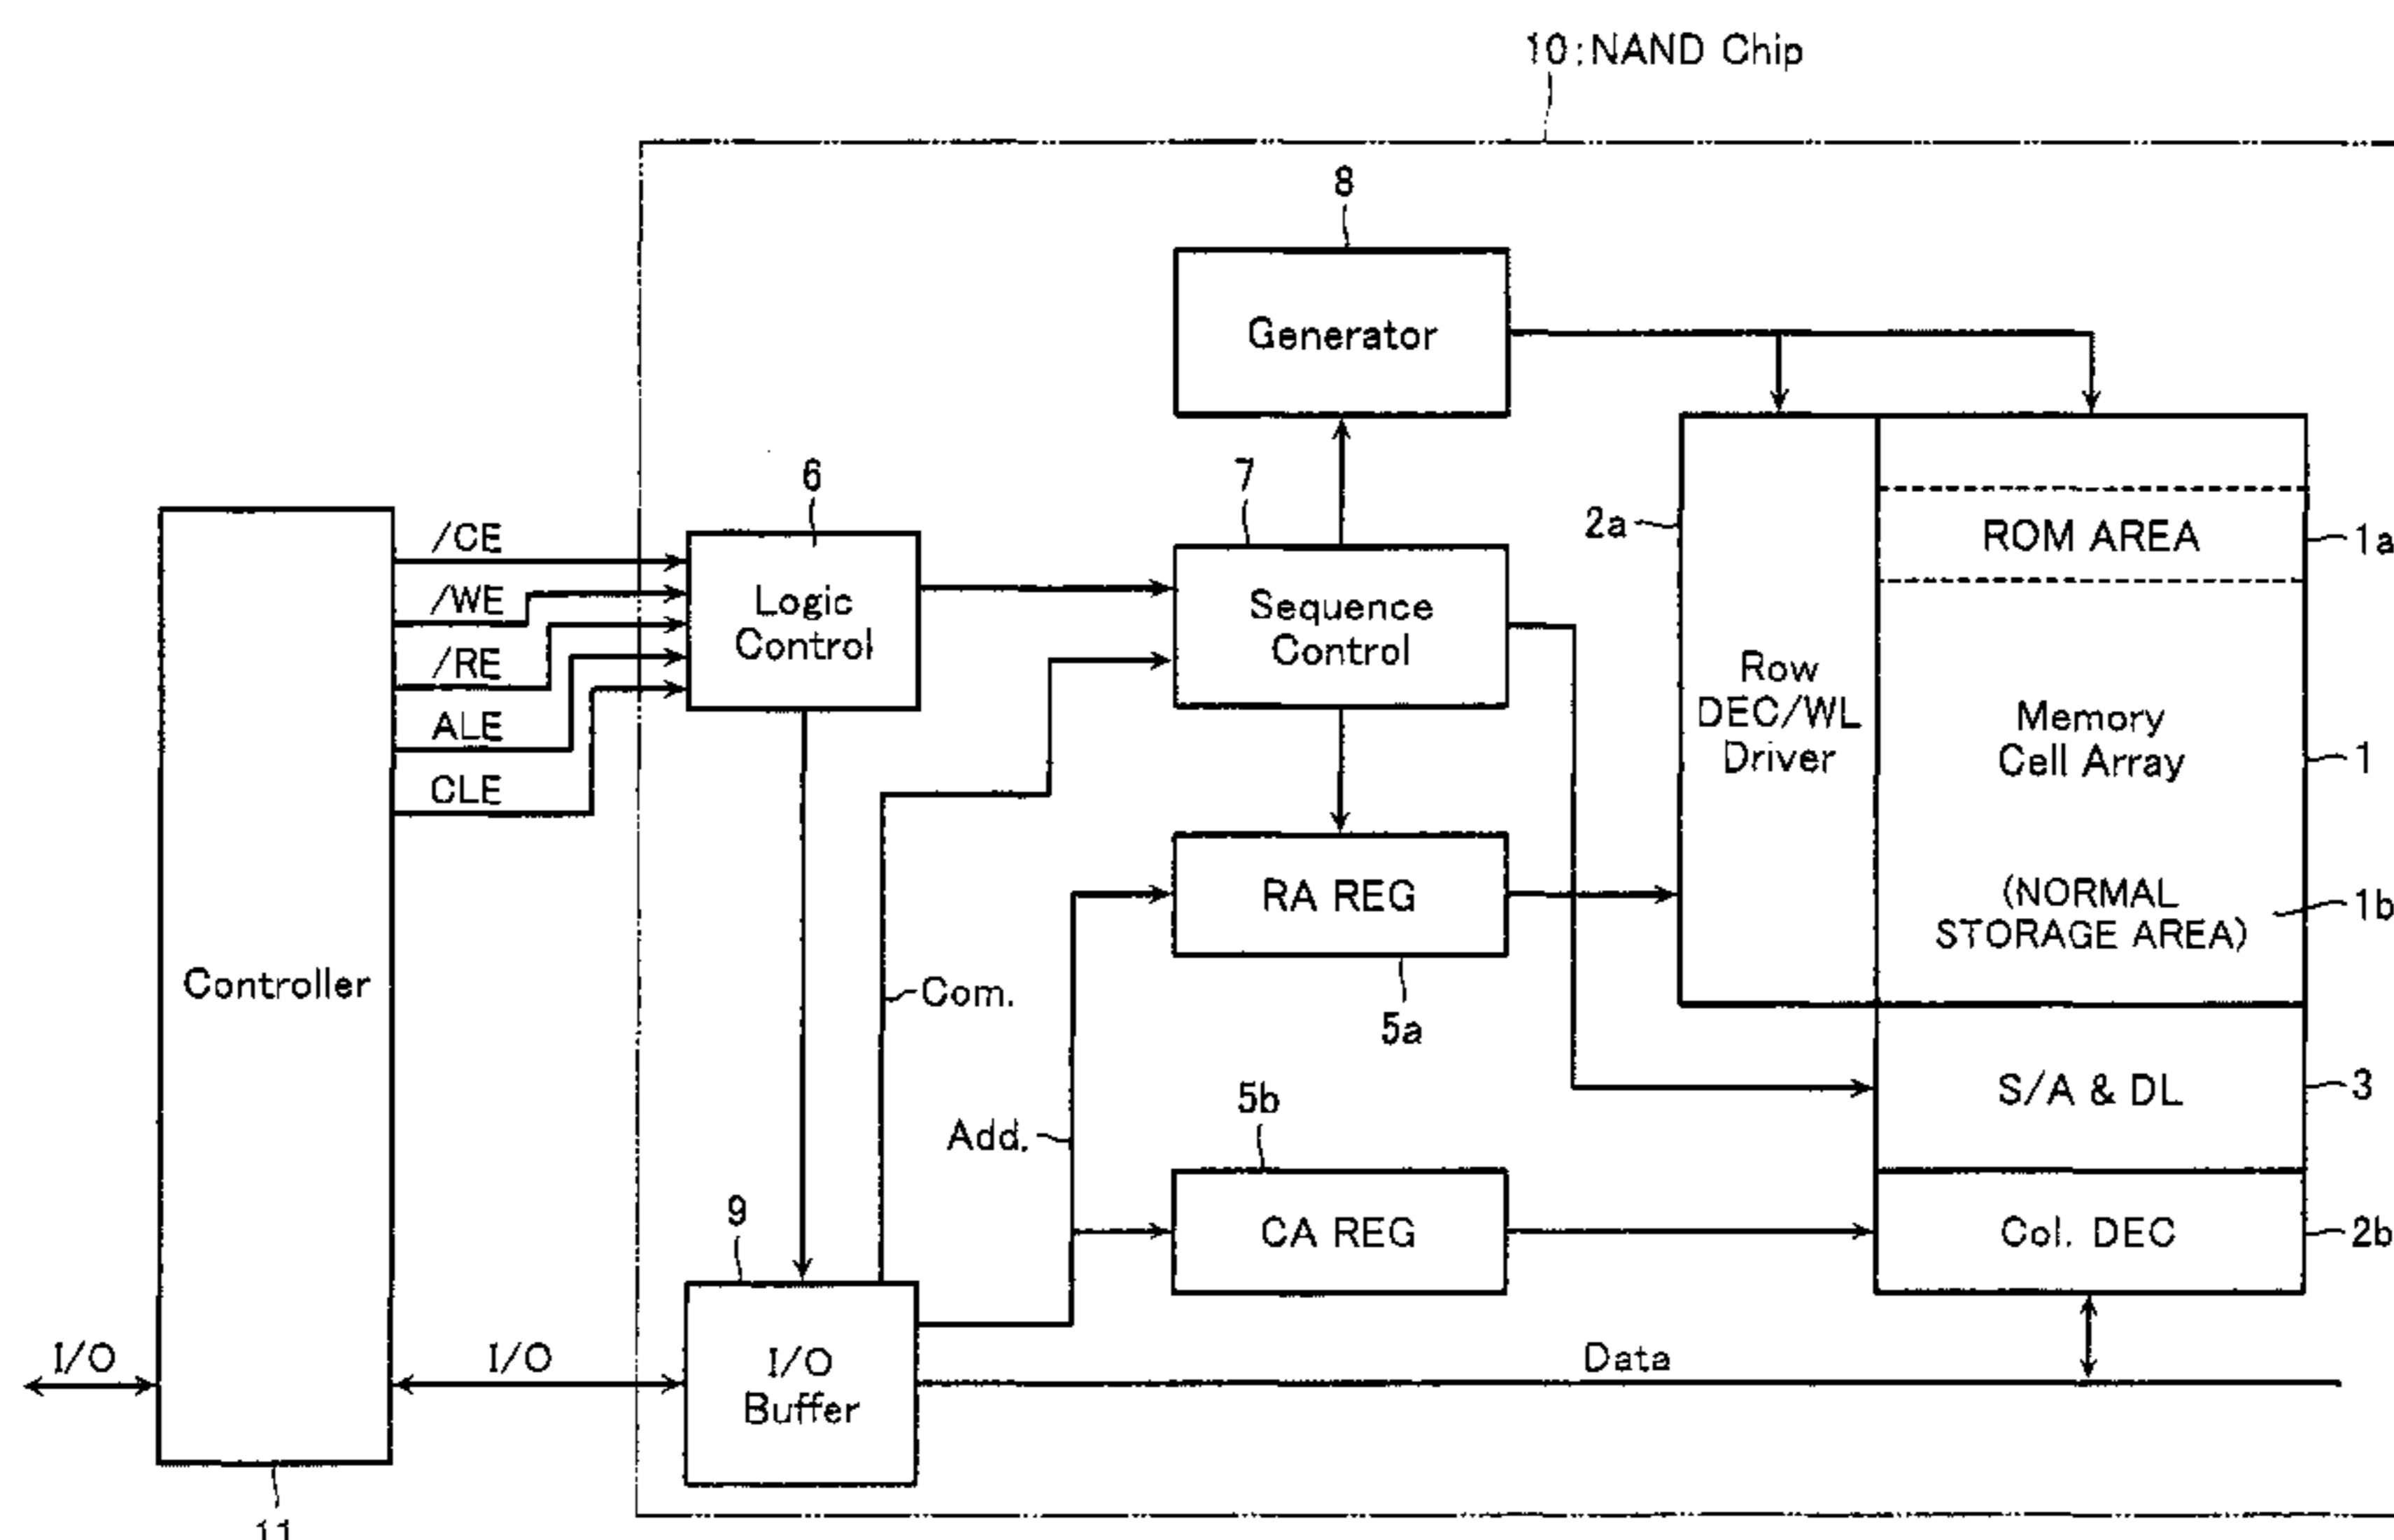 10:NAND Chip
8
Generator
6
7
/CE
/WE
/RE
ALE
CLE
Logic
Control
Sequence
Control
2a
ROM AREA
1a
Row
DEC/WL
Driver
Memory
Cell Array
1
(NORMAL
STORAGE AREA)
1b
RA REG
5a
Controller
Com.
S/A & DL
3
5b
Add.
CA REG
Col. DEC
2b
9
I/O
I/O
I/O
Buffer
Data
11